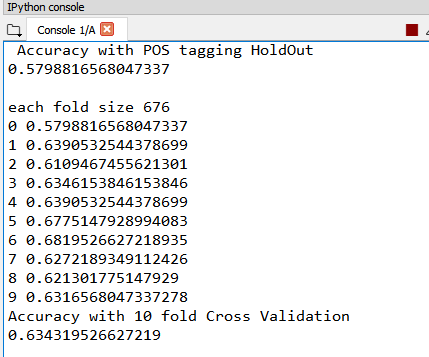 IPython console
Console 1/A
Accuracy with POS tagging HoldOut
0.5798816568047337
each fold size 676
0 0.5798816568047337
1 0.6390532544378699
2 0.6109467455621301
3 0.6346153846153846
4 0.6390532544378699
5 0.6775147928994083
6 0.6819526627218935
7 0.6272189349112426
8 0.621301775147929
9 0.6316568047337278
Accuracy with 10 fold Cross Validation
0.634319526627219